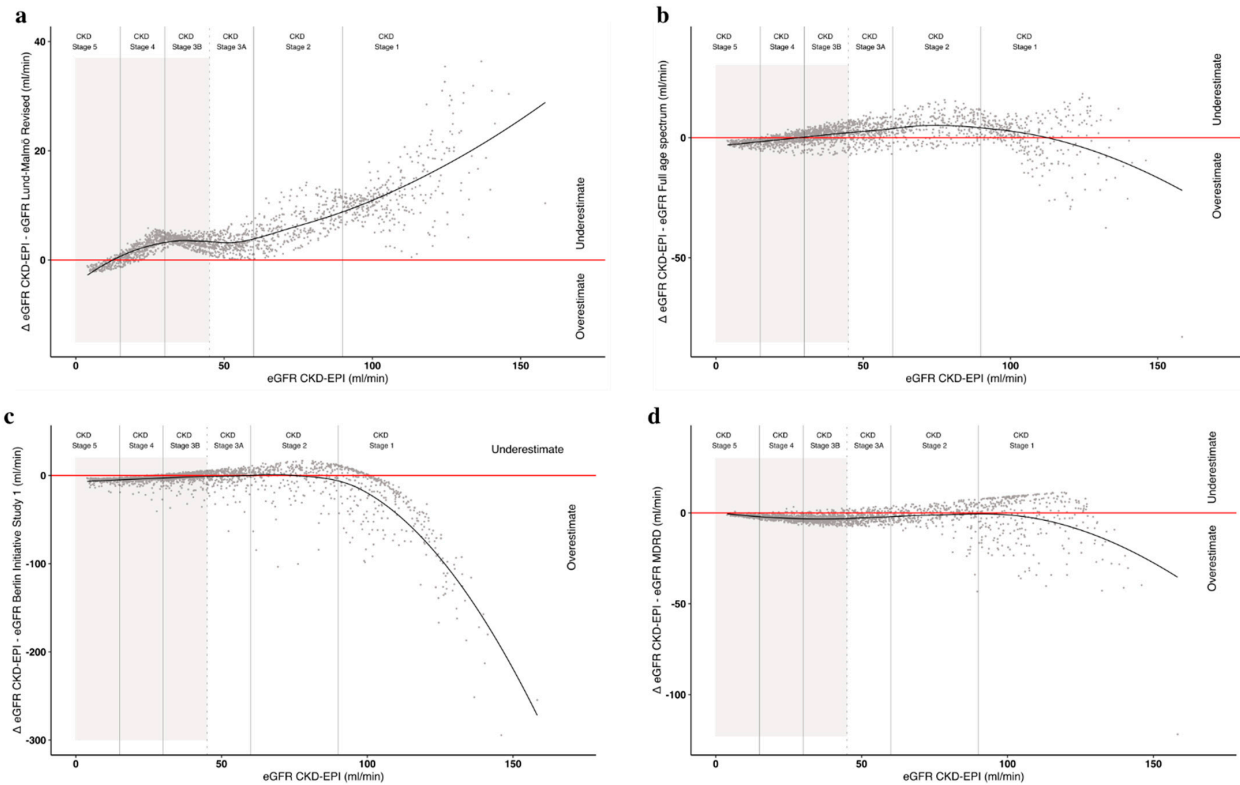 a
CKD Stage 5
CKD Stage 4
CKD Stage 3B
CKD Stage 3A
CKD Stage 2
CKD Stage 1
40
20
0
Δ eGFR CKD-EPI - eGFR Lund-Malmö Revised (ml/min)
Underestimate
Overestimate
0
50
100
150
eGFR CKD-EPI (ml/min)
b
CKD Stage 5
CKD Stage 4
CKD Stage 3B
CKD Stage 3A
CKD Stage 2
CKD Stage 1
0
-50
Δ eGFR CKD-EPI - eGFR Full age spectrum (ml/min)
Underestimate
Overestimate
0
50
100
150
eGFR CKD-EPI (ml/min)
c
CKD Stage 5
CKD Stage 4
CKD Stage 3B
CKD Stage 3A
CKD Stage 2
CKD Stage 1
0
-100
-200
-300
Δ eGFR CKD-EPI - eGFR Berlin Initiative Study 1 (ml/min)
Underestimate
Overestimate
0
50
100
150
eGFR CKD-EPI (ml/min)
d
CKD Stage 5
CKD Stage 4
CKD Stage 3B
CKD Stage 3A
CKD Stage 2
CKD Stage 1
0
-50
-100
Δ eGFR CKD-EPI - eGFR MDRD (ml/min)
Underestimate
Overestimate
0
50
100
150
eGFR CKD-EPI (ml/min)